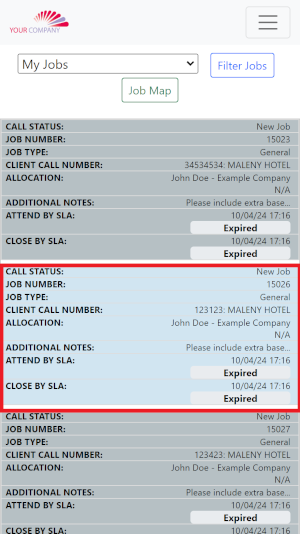 YOUR COMPANY
My Jobs
Filter Jobs
Job Map
CALL STATUS: New Job
JOB NUMBER: 15023
JOB TYPE: General
CLIENT CALL NUMBER: 34534534: MALENY HOTEL
ALLOCATION: John Doe - Example Company
N/A
ADDITIONAL NOTES: Please include extra base...
ATTEND BY SLA: 10/04/24 17:16
Expired
CLOSE BY SLA: 10/04/24 17:16
Expired
CALL STATUS: New Job
JOB NUMBER: 15026
JOB TYPE: General
CLIENT CALL NUMBER: 123123: MALENY HOTEL
ALLOCATION: John Doe - Example Company
N/A
ADDITIONAL NOTES: Please include extra base...
ATTEND BY SLA: 10/04/24 17:16
Expired
CLOSE BY SLA: 10/04/24 17:16
Expired
CALL STATUS: New Job
JOB NUMBER: 15027
JOB TYPE: General
CLIENT CALL NUMBER: 123423: MALENY HOTEL
ALLOCATION: John Doe - Example Company
N/A
ADDITIONAL NOTES: Please include extra base...
ATTEND BY SLA: 10/04/24 17:16
Expired
CLOSE BY SLA: 10/04/24 17:16